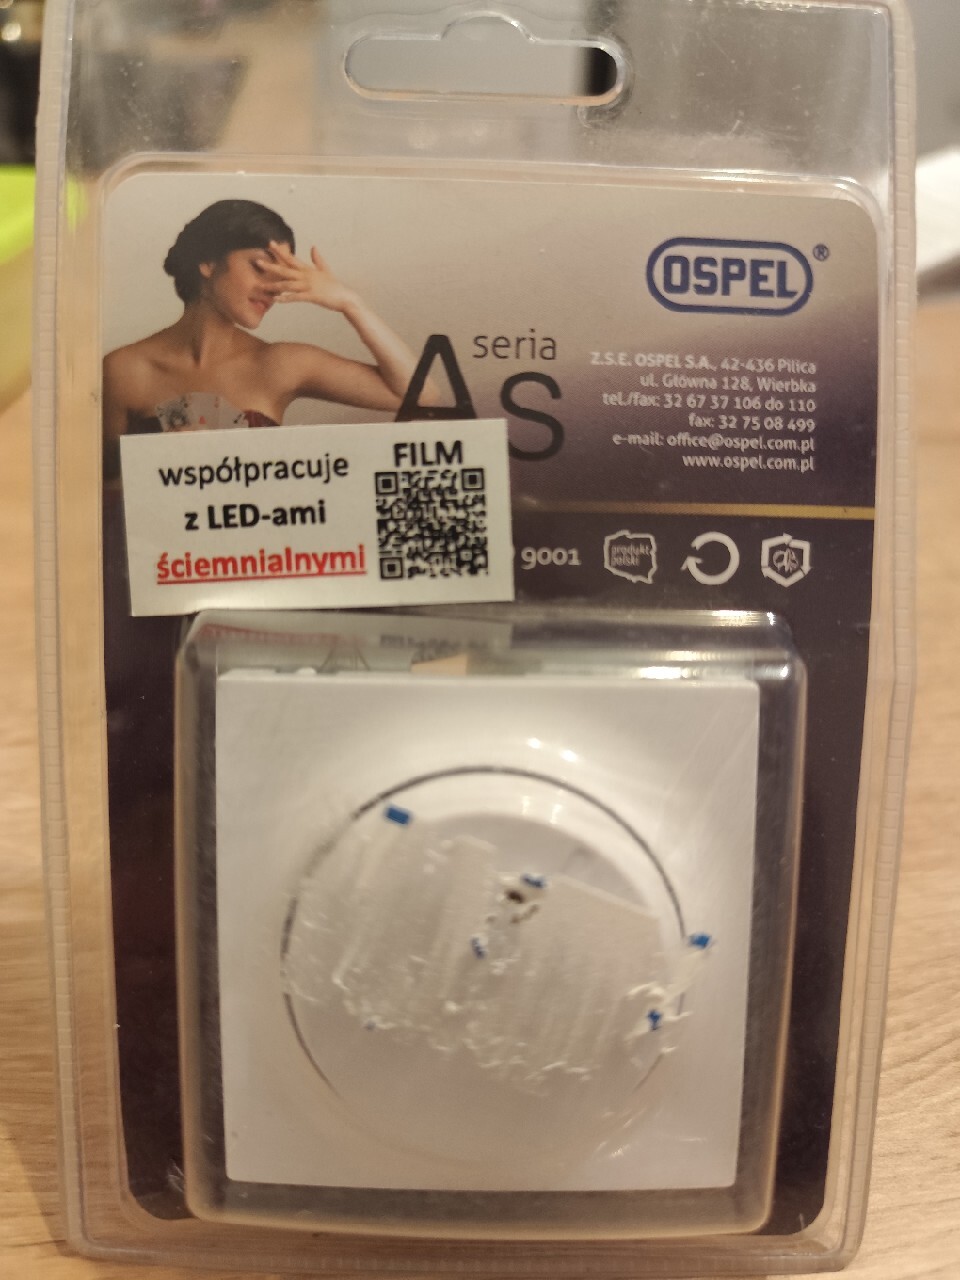 OSPEL®
seria
As
Z.S.E. OSPEL S.A., 42-436 Pilica
ul. Główna 128, Wierbka
tel./fax: 32 67 37 106 do 110
fax: 32 75 08 499
e-mail: office@ospel.com.pl
www.ospel.com.pl
współpracuje
z LED-ami
ściemnialnymi
FILM
9001
produkt
polski